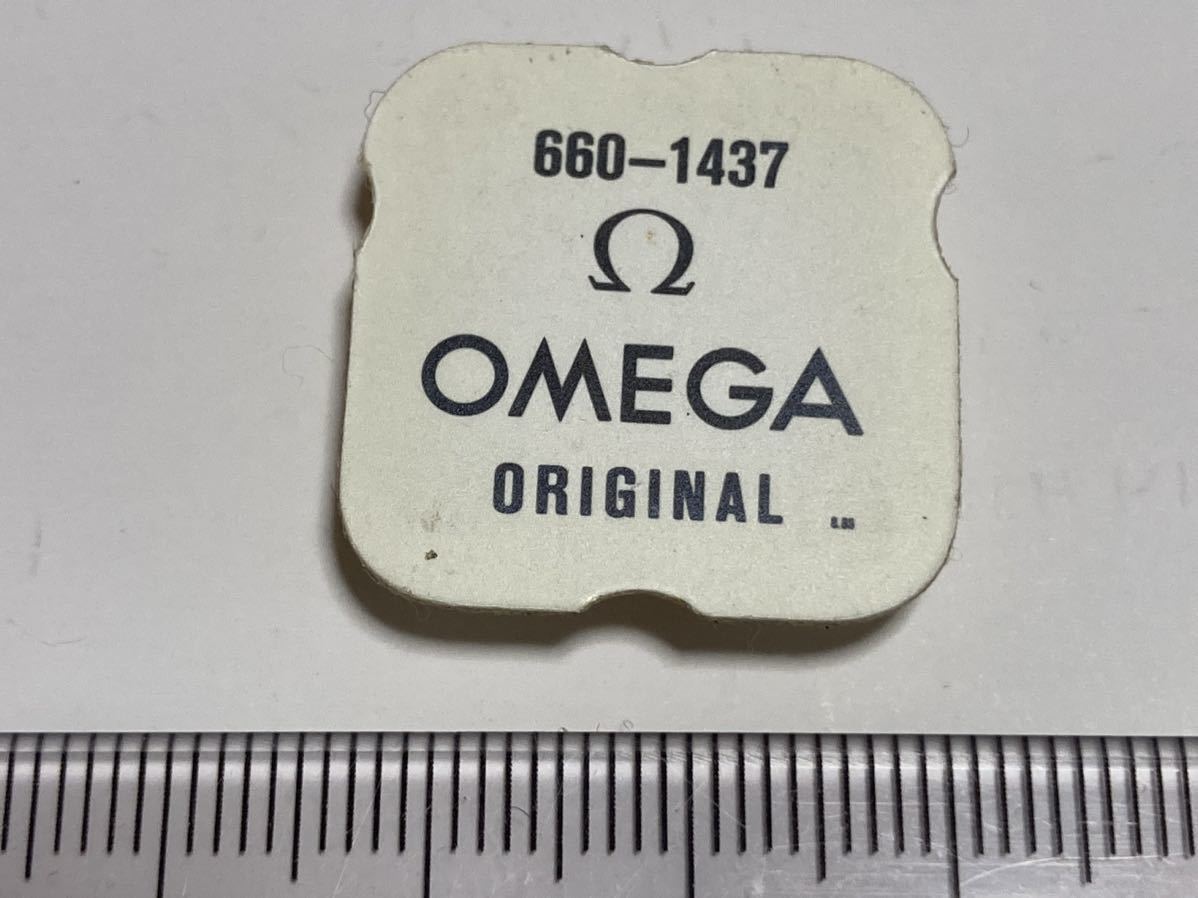 660-1437
Ω
OMEGA
ORIGINAL